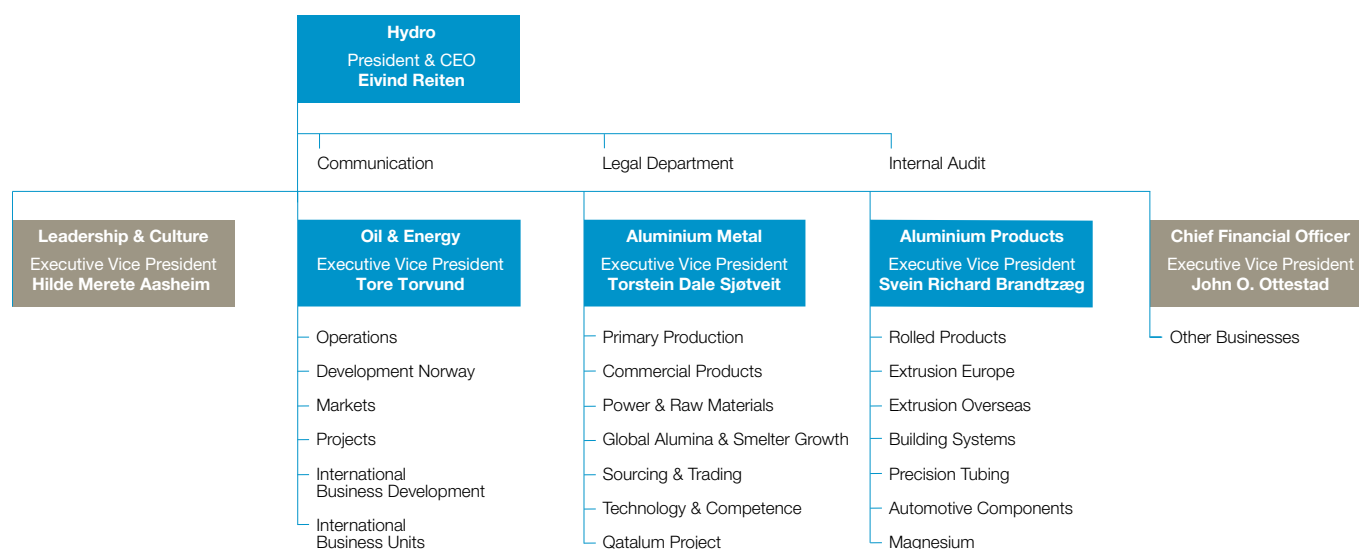 Hydro
President & CEO
Eivind Reiten
Communication
Legal Department
Internal Audit
Leadership & Culture
Executive Vice President
Hilde Merete Aasheim
Oil & Energy
Executive Vice President
Tore Torvund
Operations
Development Norway
Markets
Projects
International
Business Development
International
Business Units
Aluminium Metal
Executive Vice President
Torstein Dale Sjøtveit
Primary Production
Commercial Products
Power & Raw Materials
Global Alumina & Smelter Growth
Sourcing & Trading
Technology & Competence
Qatalum Project
Aluminium Products
Executive Vice President
Svein Richard Brandtzæg
Rolled Products
Extrusion Europe
Extrusion Overseas
Building Systems
Precision Tubing
Automotive Components
Magnesium
Chief Financial Officer
Executive Vice President
John O. Ottestad
Other Businesses